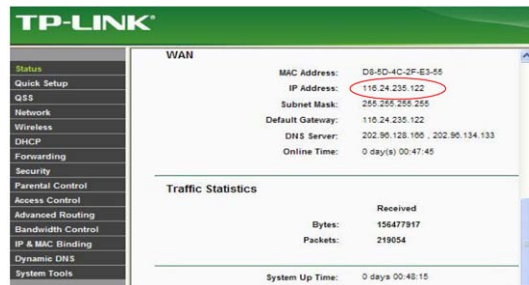 TP-LINK®
Status
Quick Setup
QSS
Network
Wireless
DHCP
Forwarding
Security
Parental Control
Access Control
Advanced Routing
Bandwidth Control
IP & MAC Binding
Dynamic DNS
System Tools
WAN
MAC Address: D8-5D-4C-2F-E3-55
IP Address: 116.24.235.122
Subnet Mask: 255.255.255.255
Default Gateway: 116.24.235.122
DNS Server: 202.96.128.166 , 202.96.134.133
Online Time: 0 day(s) 00:47:45
Traffic Statistics
Received
Bytes: 156477917
Packets: 219054
System Up Time: 0 days 00:48:15